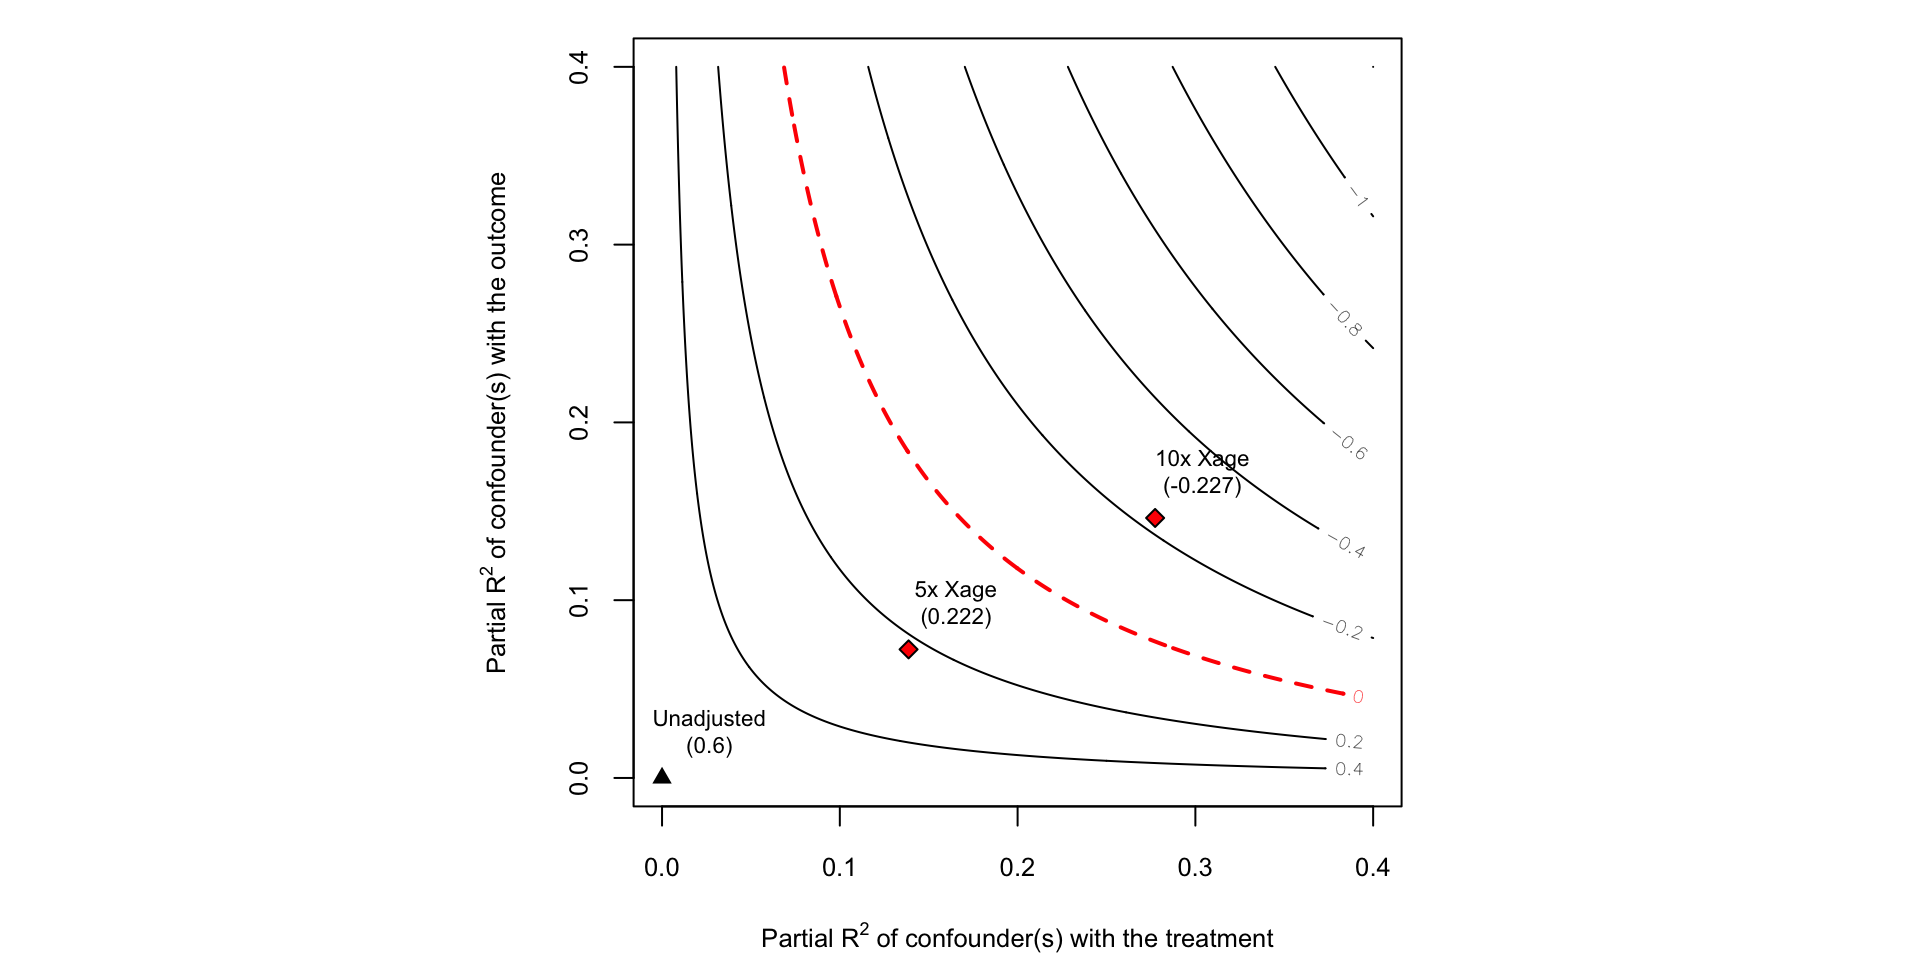 0.4
0.3
0.2
0.1
0.0
Partial R² of confounder(s) with the outcome
−1
−0.8
−0.6
10x Xage
(-0.227)
−0.4
5x Xage
(0.222)
−0.2
0
Unadjusted
(0.6)
0.2
0.4
0.0 0.1 0.2 0.3 0.4
Partial R² of confounder(s) with the treatment